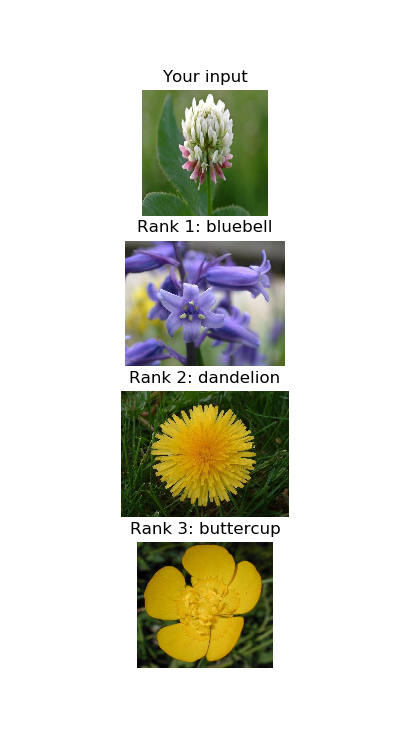 Your input
Rank 1: bluebell
Rank 2: dandelion
Rank 3: buttercup